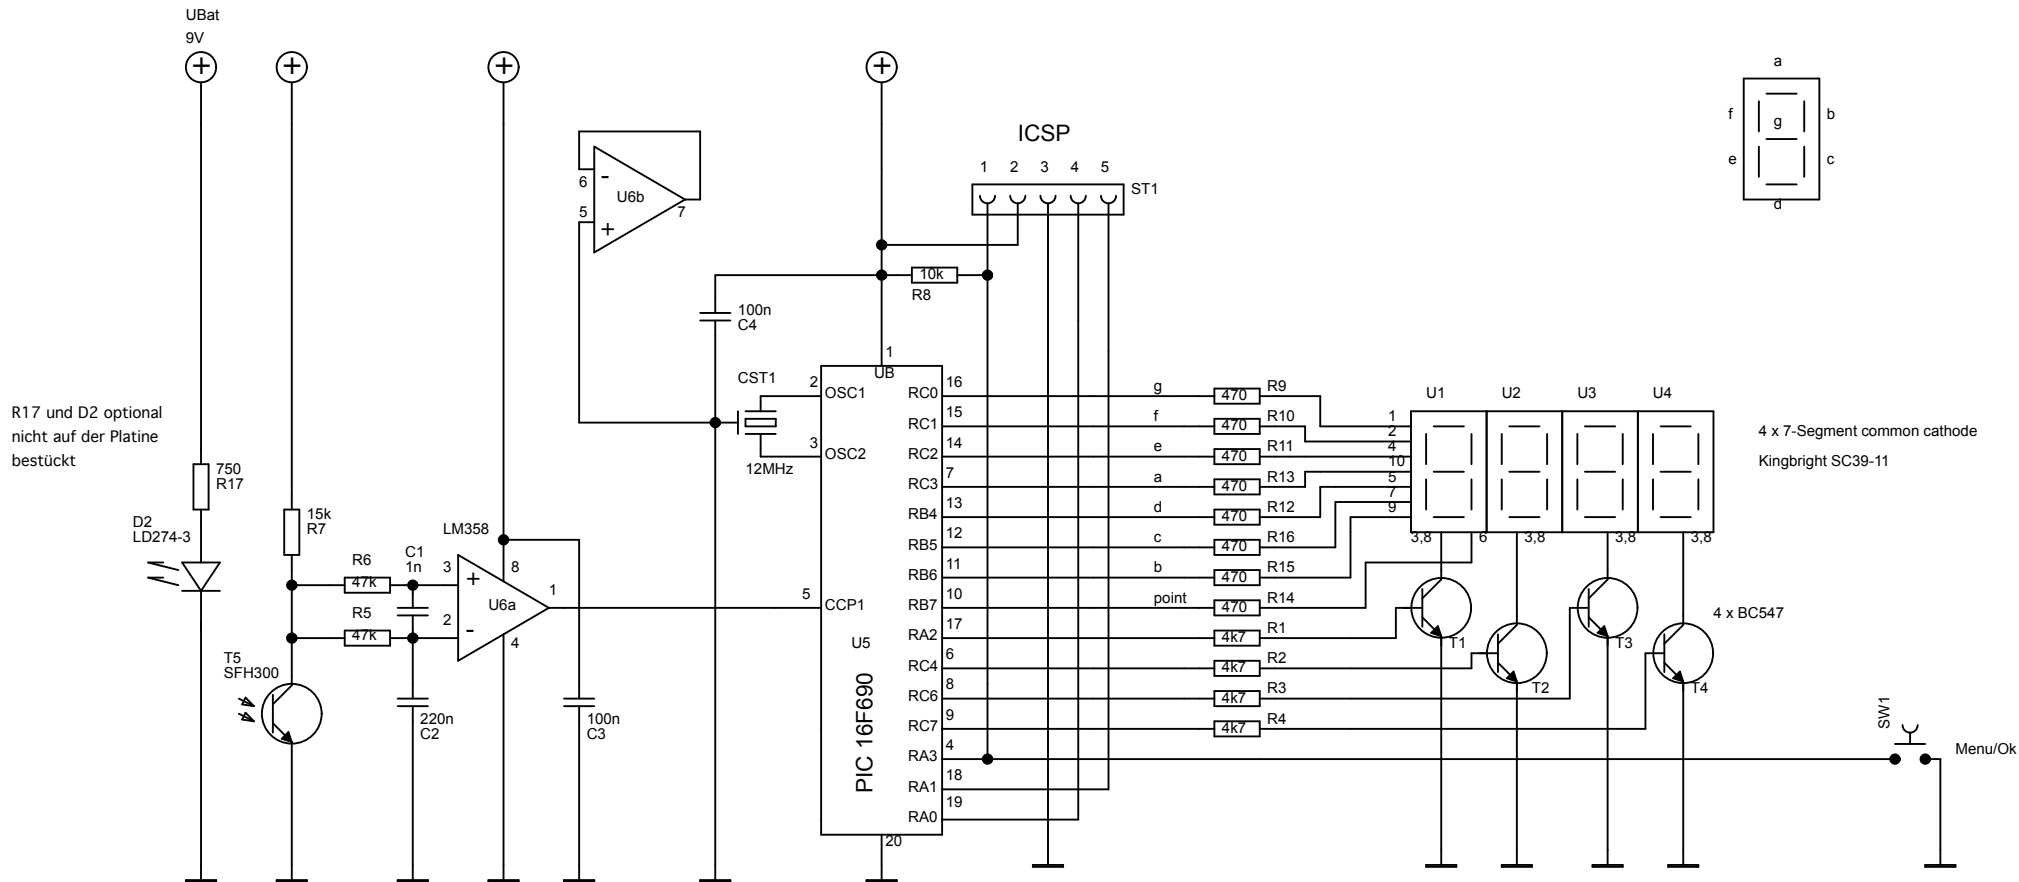 UBat
9V
ICSP
1 2 3 4 5
ST1
a
f
g
b
e
c
d
6
-
U6b
7
5
+
10k
R8
100n
C4
1
UB
CST1
2
OSC1
3
OSC2
12MHz
R17 und D2 optional
nicht auf der Platine
bestückt
750
R17
D2
LD274-3
15k
R7
LM358
R6
47k
C1
1n
3
+
8
U6a
1
R5
47k
2
-
4
T5
SFH300
220n
C2
100n
C3
5
CCP1
U5
PIC 16F690
20
RC0 16 g 470 R9
RC1 15 f 470 R10
RC2 14 e 470 R11
RC3 7 a 470 R13
RB4 13 d 470 R12
RB5 12 c 470 R16
RB6 11 b 470 R15
RB7 10 point 470 R14
RA2 17 4k7 R1
RC4 6 4k7 R2
RC6 8 4k7 R3
RC7 9 4k7 R4
RA3 4
RA1 18
RA0 19
U1 U2 U3 U4
1
2
4
10
5
7
9
3,8 6 3,8 3,8 3,8
4 x 7-Segment common cathode
Kingbright SC39-11
4 x BC547
T1
T2
T3
T4
SW1
Menu/Ok